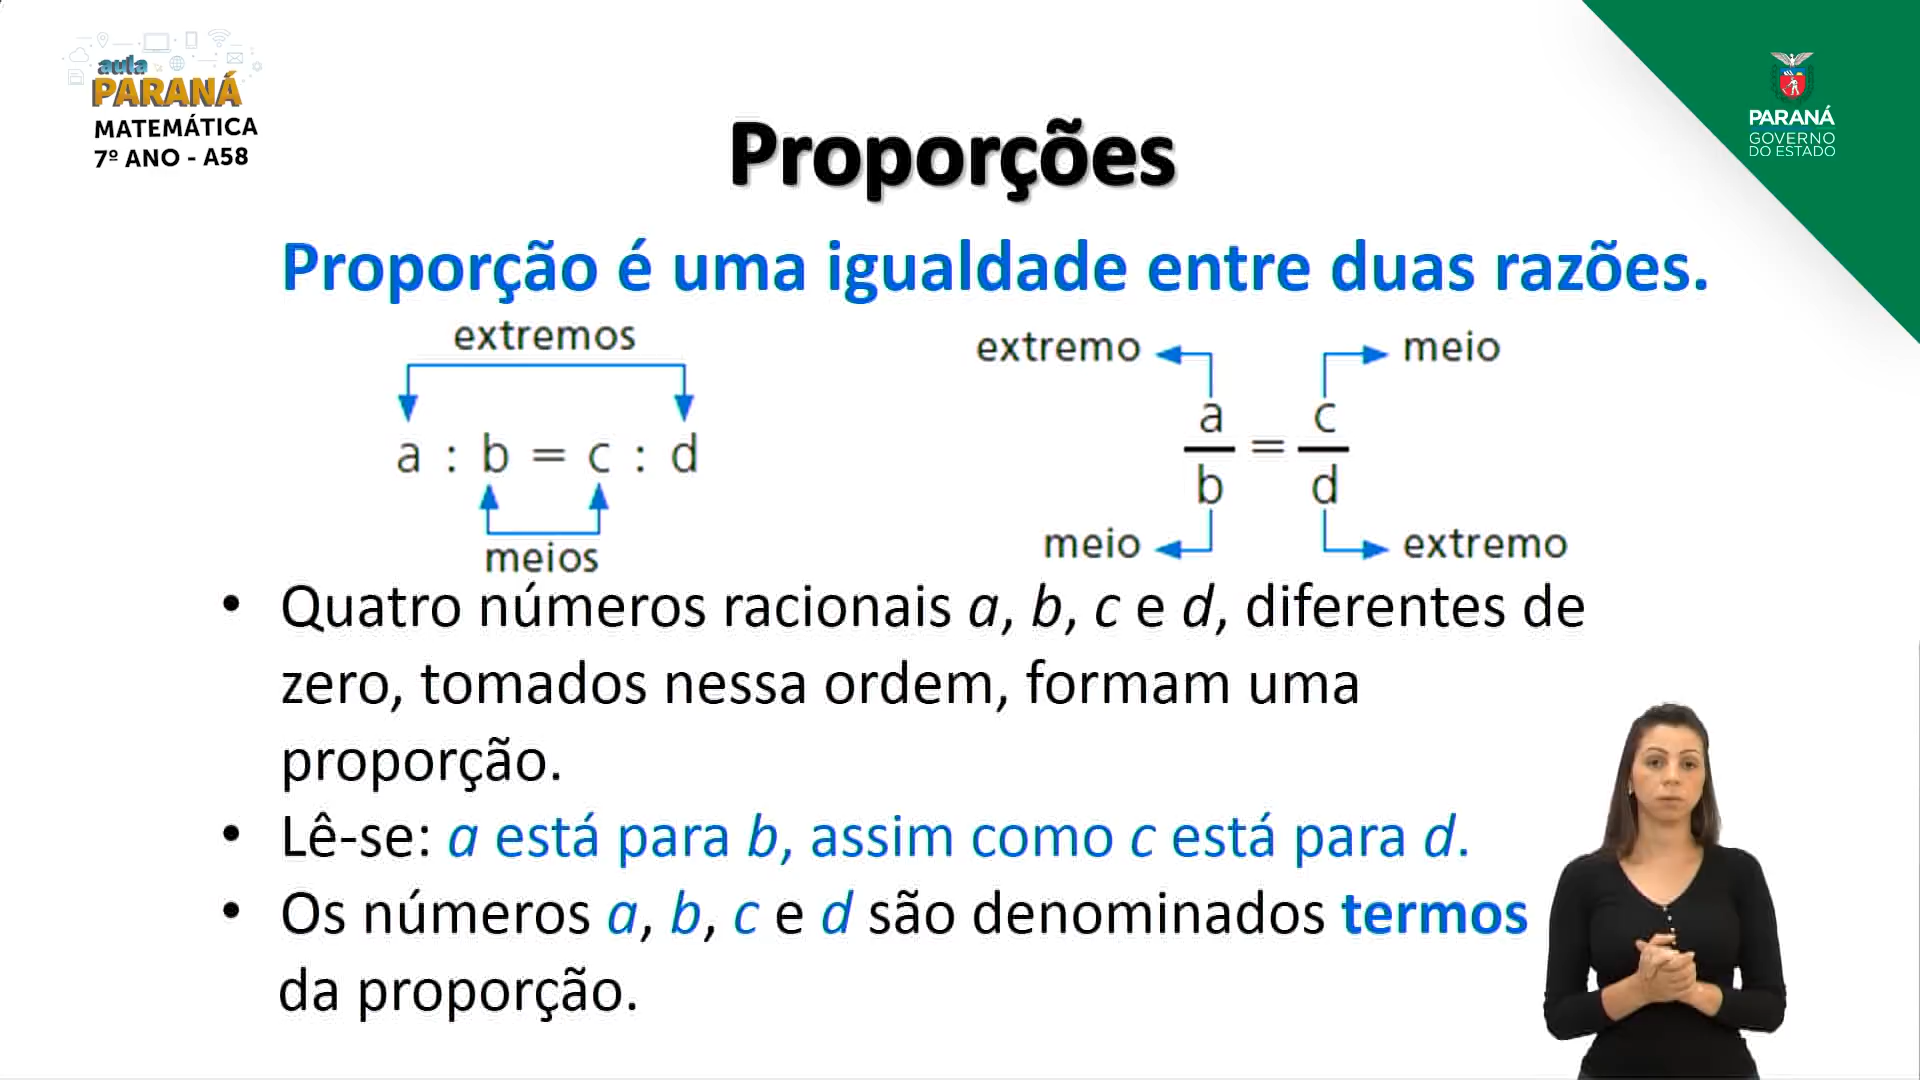 aula
PARANÁ
MATEMÁTICA
7º ANO - A58
PARANÁ
GOVERNO
DO ESTADO
Proporções
Proporção é uma igualdade entre duas razões.
extremos
a : b = c : d
meios
extremo
meio
a
b
=
c
d
meio
extremo
• Quatro números racionais a, b, c e d, diferentes de
zero, tomados nessa ordem, formam uma
proporção.
• Lê-se: a está para b, assim como c está para d.
• Os números a, b, c e d são denominados termos
da proporção.